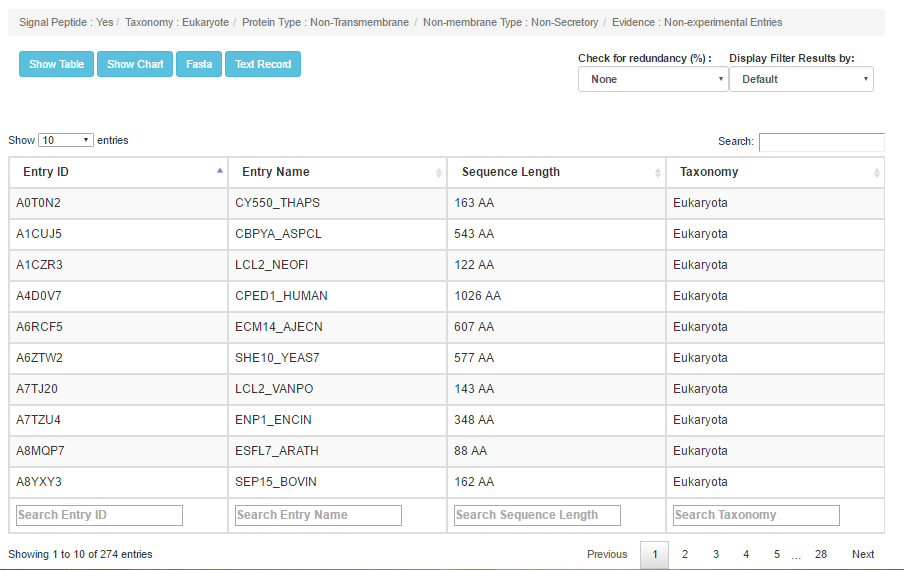 Signal Peptide : Yes / Taxonomy : Eukaryote / Protein Type : Non-Transmembrane / Non-membrane Type : Non-Secretory / Evidence : Non-experimental Entries
Show Table Show Chart Fasta Text Record
Check for redundancy (%) : Display Filter Results by:
None Default
Show 10 entries Search:
Entry ID Entry Name Sequence Length Taxonomy
A0T0N2 CY550_THAPS 163 AA Eukaryota
A1CUJ5 CBPYA_ASPCL 543 AA Eukaryota
A1CZR3 LCL2_NEOFI 122 AA Eukaryota
A4D0V7 CPED1_HUMAN 1026 AA Eukaryota
A6RCF5 ECM14_AJECN 607 AA Eukaryota
A6ZTW2 SHE10_YEAS7 577 AA Eukaryota
A7TJ20 LCL2_VANPO 143 AA Eukaryota
A7TZU4 ENP1_ENCIN 348 AA Eukaryota
A8MQP7 ESFL7_ARATH 88 AA Eukaryota
A8YXY3 SEP15_BOVIN 162 AA Eukaryota
Search Entry ID Search Entry Name Search Sequence Length Search Taxonomy
Showing 1 to 10 of 274 entries Previous 1 2 3 4 5 ... 28 Next